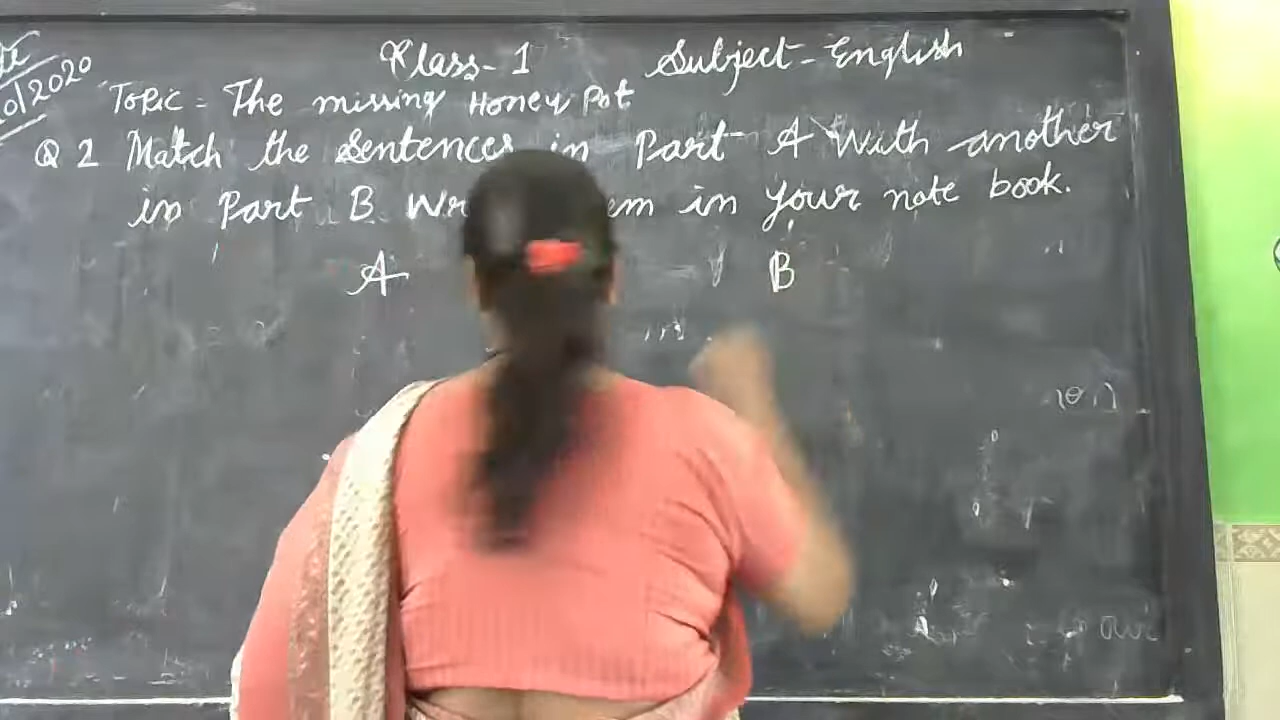 Class - 1 Subject - English
2020
Topic = The missing Honey Pot
Q 2 Match the Sentences in Part A With another
in Part B in your note book.
A B